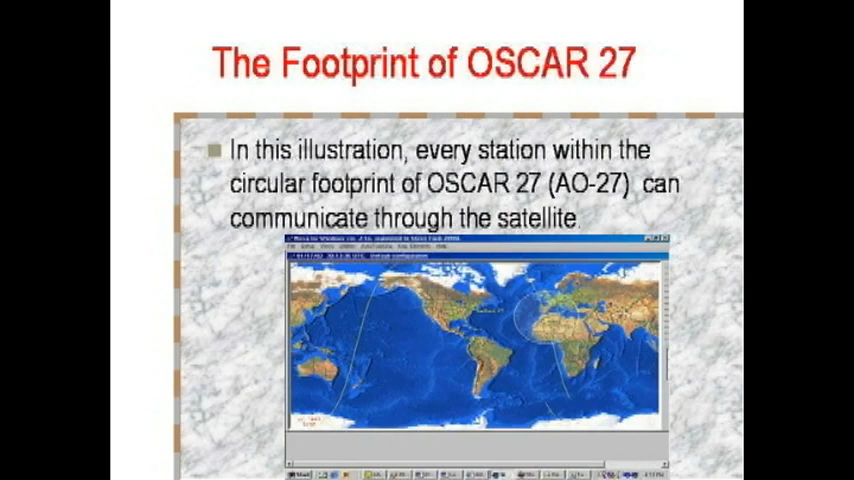 The Footprint of OSCAR 27
In this illustration, every station within the
circular footprint of OSCAR 27 (AO-27) can
communicate through the satellite.